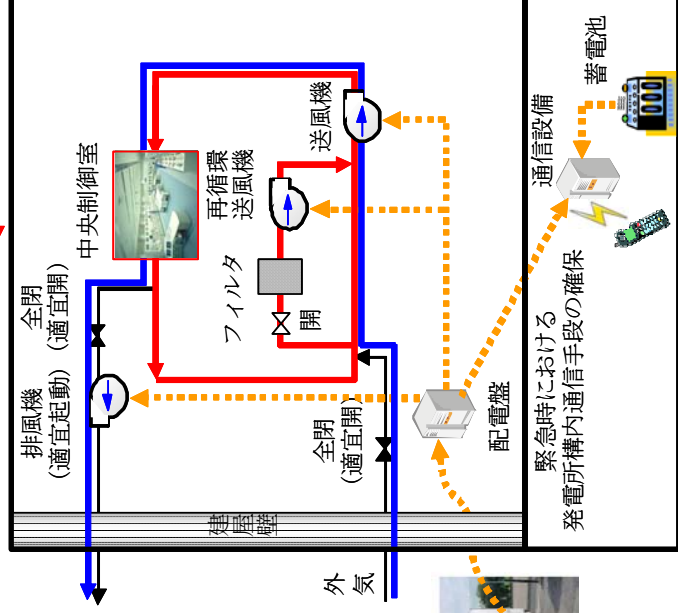 排風機
(適宜起動)
全閉
(適宜開)
中央制御室
再循環
送風機
送風機
フィルタ
開
全閉
(適宜開)
建屋壁
外気
配電盤
通信設備
蓄電池
緊急時における
発電所構内通信手段の確保